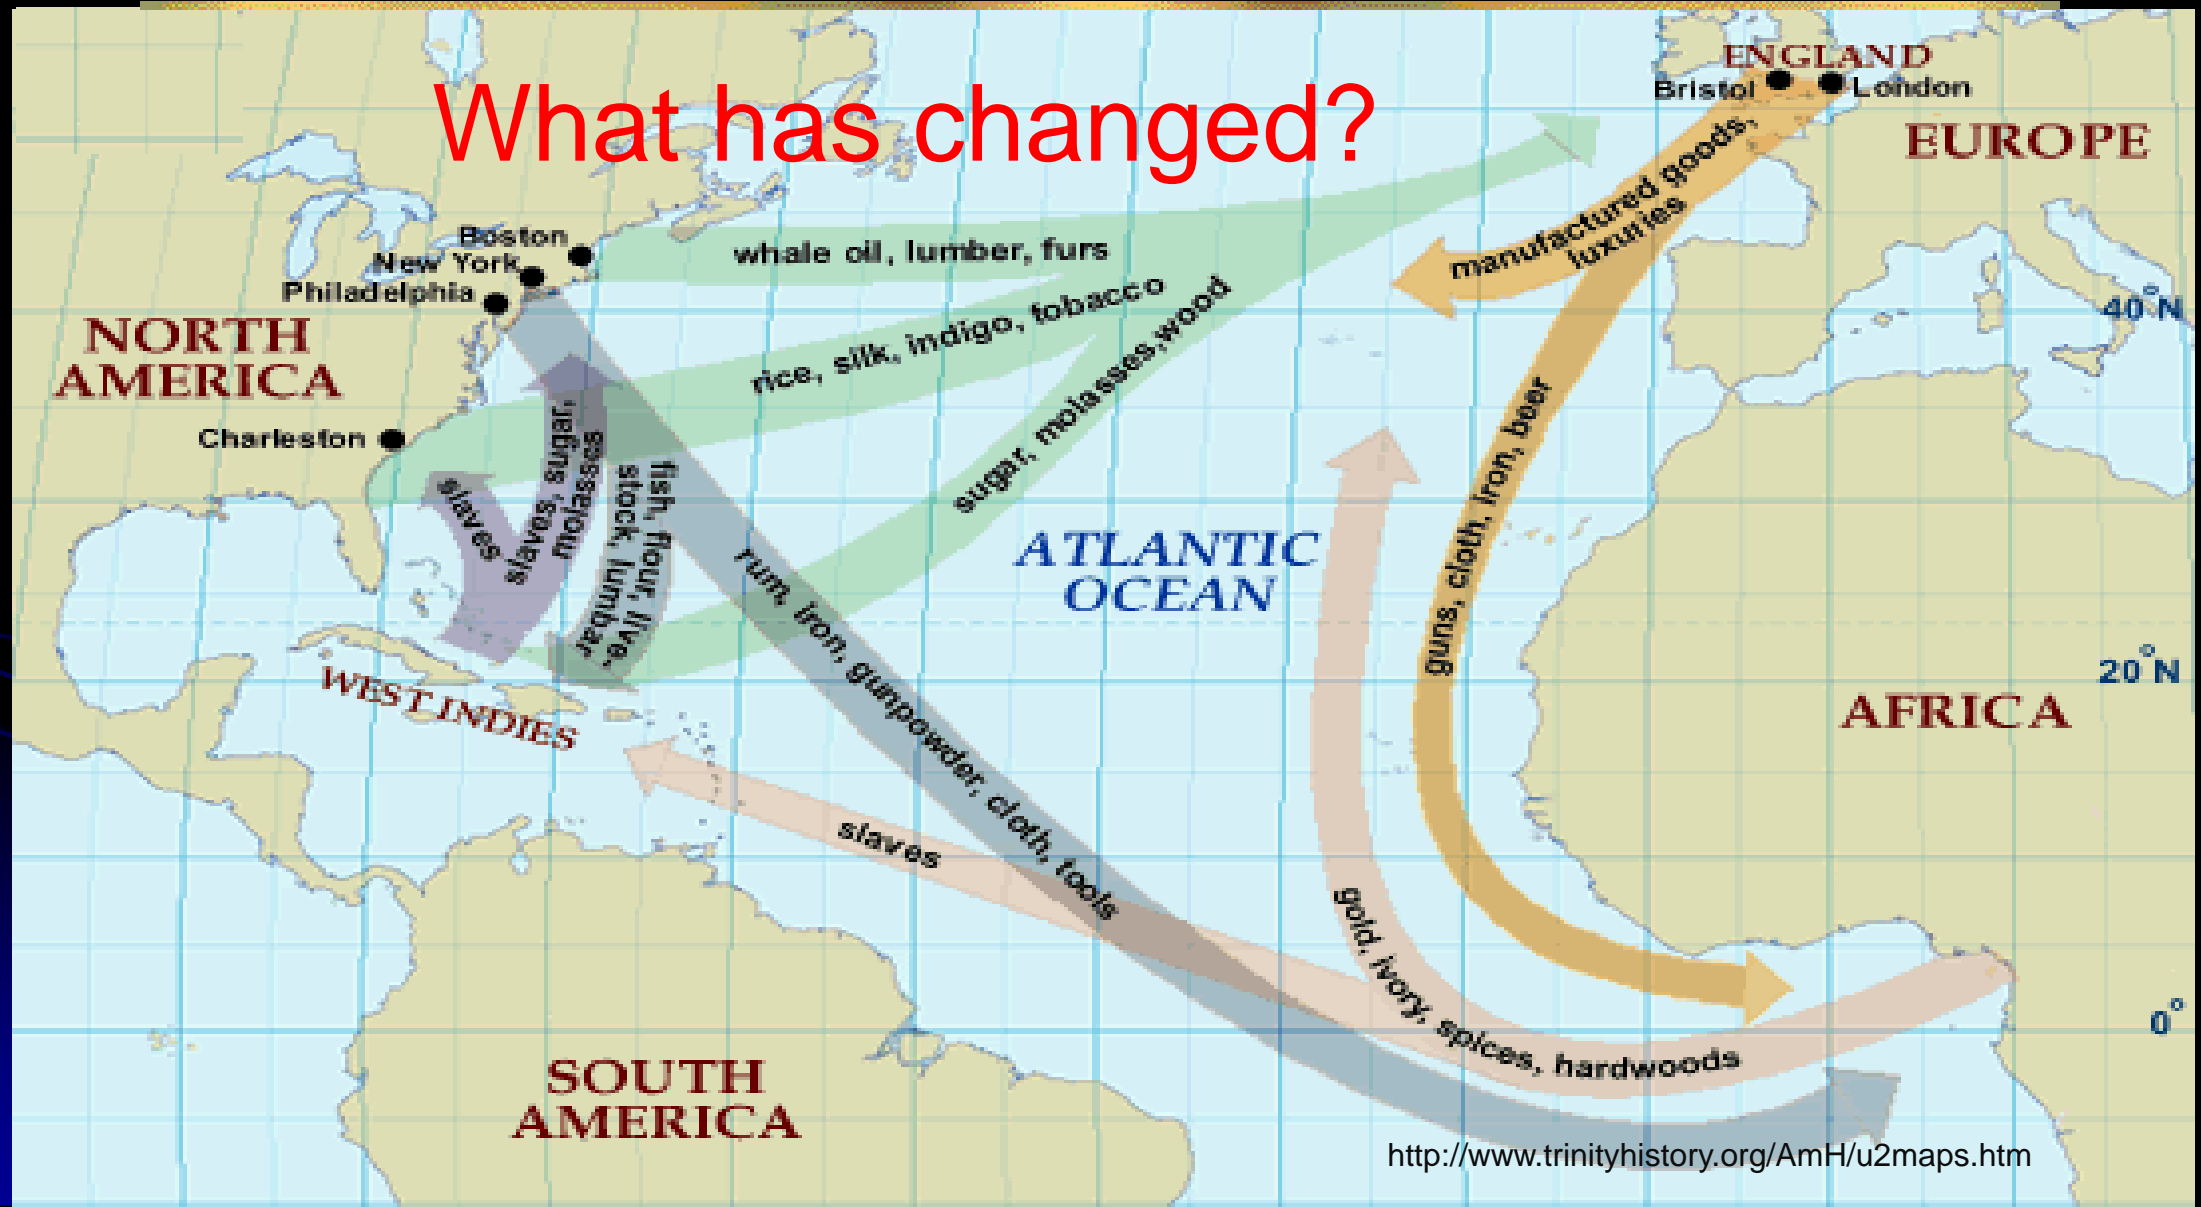 What has changed?
ENGLAND
Bristol
London
EUROPE
Boston
New York
Philadelphia
NORTH
AMERICA
Charleston
whale oil, lumber, furs
rice, silk, indigo, tobacco
sugar, molasses,wood
manufactured goods,
luxuries
40°N
guns, cloth, iron, beer
slaves
slaves, sugar,
molasses
fish, flour, live-
stock, lumbar
rum, iron, gunpowder, cloth, tools
ATLANTIC
OCEAN
WEST INDIES
20°N
AFRICA
slaves
gold, ivory, spices, hardwoods
0°
SOUTH
AMERICA
http://www.trinityhistory.org/AmH/u2maps.htm